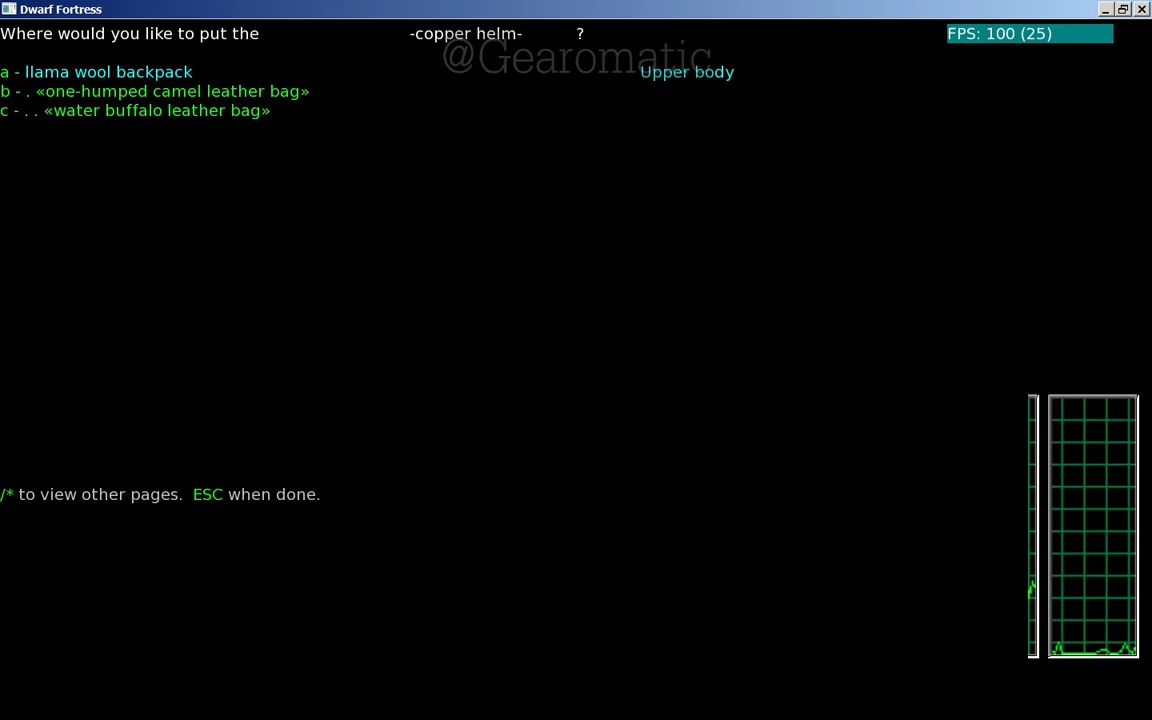 Dwarf Fortress
Where would you like to put the -copper helm- ?
FPS: 100 (25)
@Gearomatic
a - llama wool backpack Upper body
b - . «one-humped camel leather bag»
c - . . «water buffalo leather bag»
/* to view other pages. ESC when done.